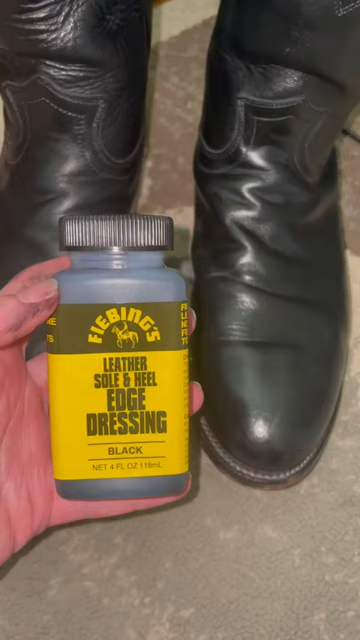 FIEBING'S
LEATHER
SOLE & HEEL
EDGE
DRESSING
BLACK
NET 4 FL OZ 118mL